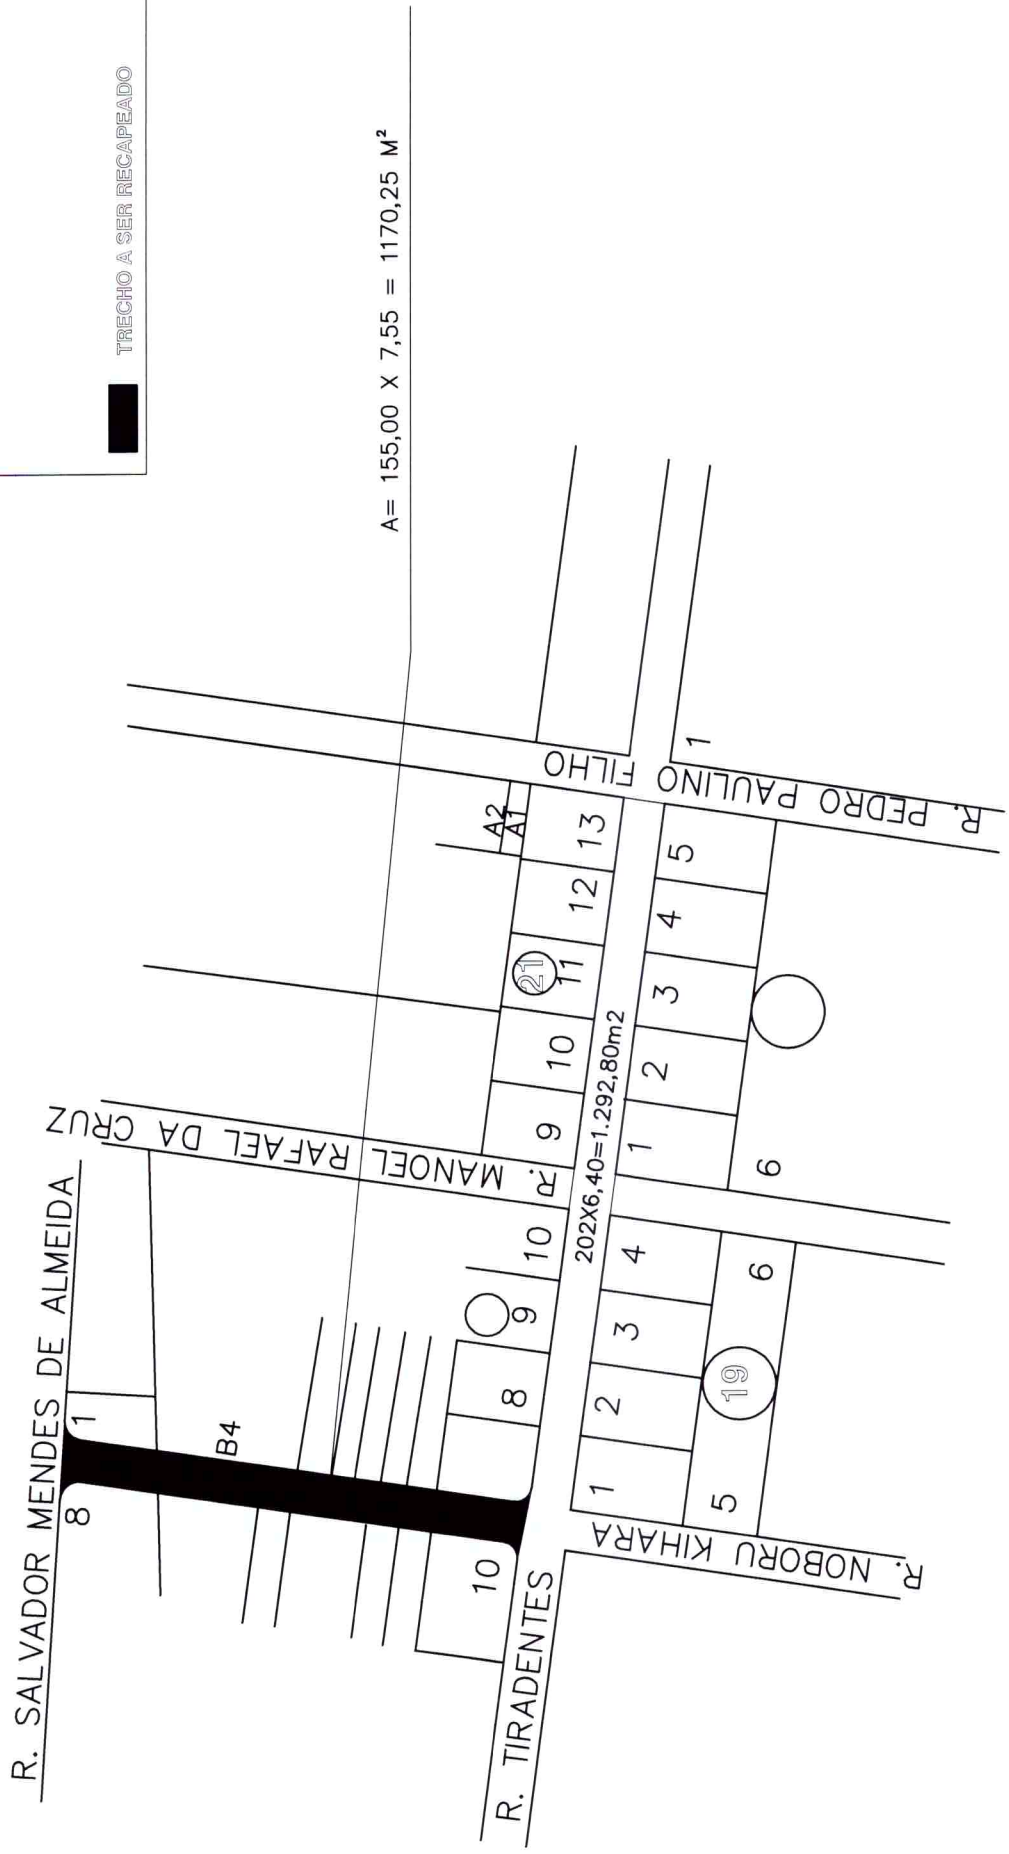 TRECHO A SER RECAPEADO
A= 155,00 X 7,55 = 1170,25 M²
R. SALVADOR MENDES DE ALMEIDA
8
1
B4
R. MANOEL RAFAEL DA CRUZ
R. PEDRO PAULINO FILHO
1
A2
A1
10
8
9
10
9
10
21
11
12
13
R. TIRADENTES
202X6,40=1.292,80m2
R. NOBORU KIHARA
1
2
3
4
5
19
6
1
2
3
4
5
6